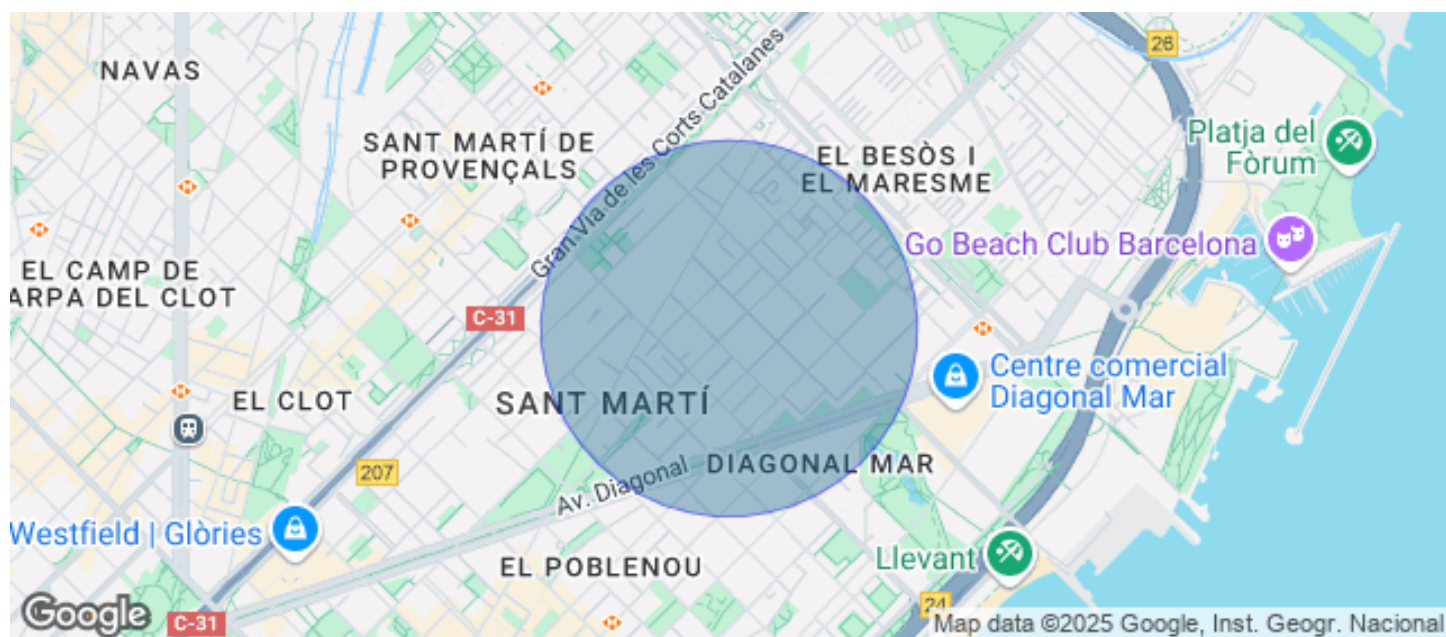 NAVAS
26
Gran Via de les Corts Catalanes
SANT MARTÍ DE
PROVENÇALS
Platja del
Fòrum
EL BESÒS I
EL MARESME
Go Beach Club Barcelona
EL CAMP DE
ARPA DEL CLOT
C-31
Centre comercial
Diagonal Mar
EL CLOT
SANT MARTÍ
207
Av. Diagonal
DIAGONAL MAR
Westfield | Glòries
EL POBLENOU
Llevant
24
Google
C-31
Map data ©2025 Google, Inst. Geogr. Nacional